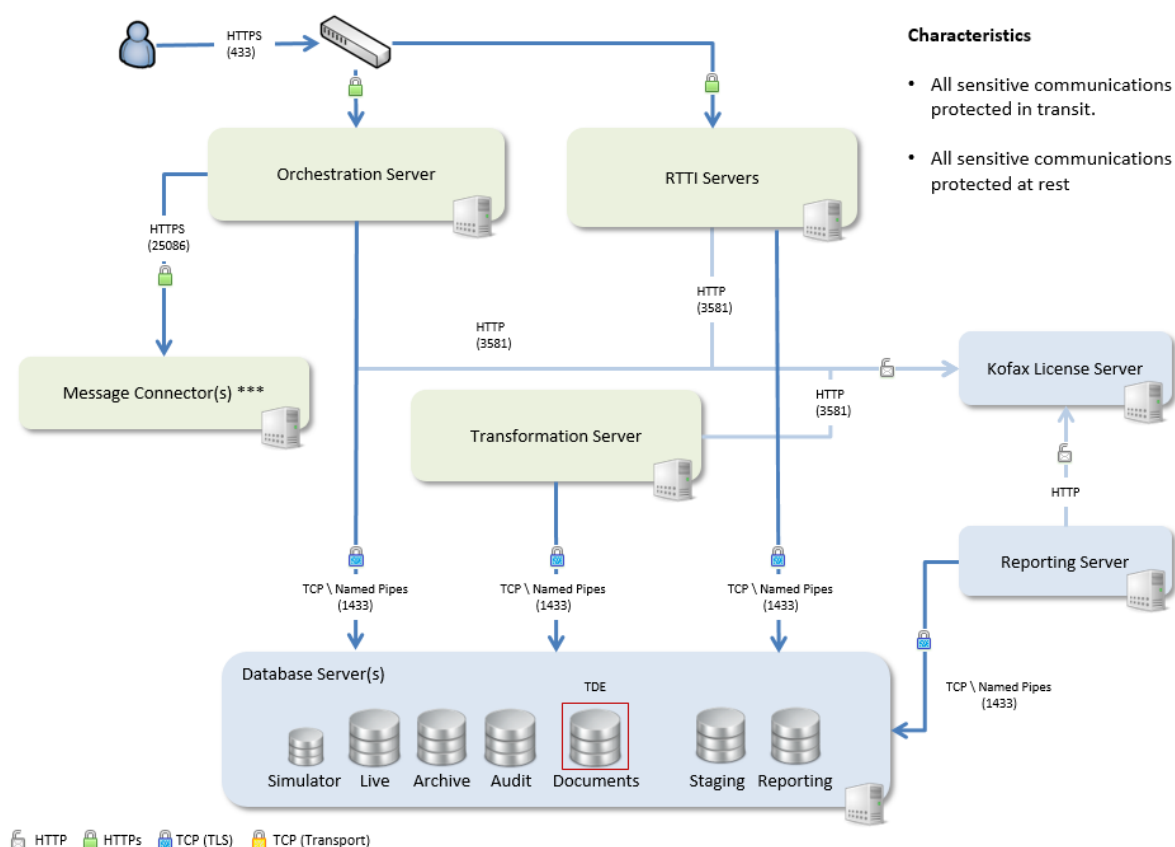 HTTPS
(433)
Characteristics
• All sensitive communications
protected in transit.
• All sensitive communications
protected at rest
Orchestration Server
RTTI Servers
HTTPS
(25086)
HTTP
(3581)
HTTP
(3581)
Message Connector(s) ***
Kofax License Server
HTTP
(3581)
Transformation Server
HTTP
Reporting Server
TCP \ Named Pipes
(1433)
TCP \ Named Pipes
(1433)
TCP \ Named Pipes
(1433)
TCP \ Named Pipes
(1433)
Database Server(s)
TDE
Simulator
Live
Archive
Audit
Documents
Staging
Reporting
HTTP
HTTPs
TCP (TLS)
TCP (Transport)